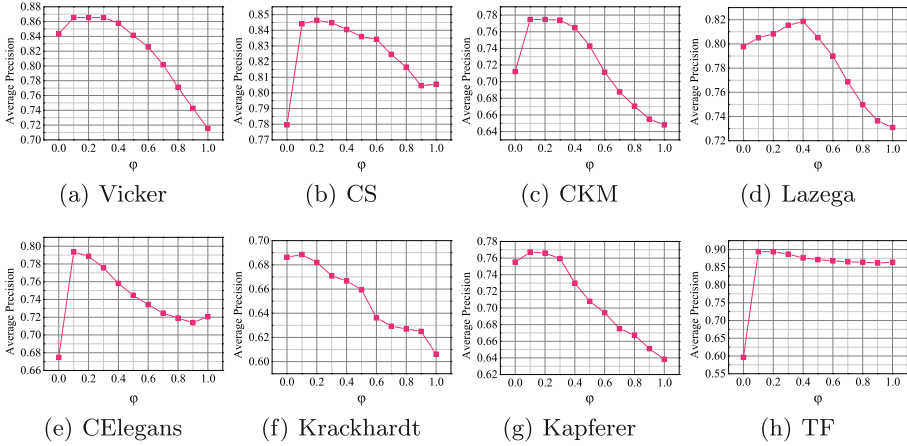 Average Precision
0.88
0.86
0.84
0.82
0.80
0.78
0.76
0.74
0.72
0.70
0.0 0.2 0.4 0.6 0.8 1.0
φ
(a) Vicker
Average Precision
0.85
0.84
0.83
0.82
0.81
0.80
0.79
0.78
0.77
0.0 0.2 0.4 0.6 0.8 1.0
φ
(b) CS
Average Precision
0.78
0.76
0.74
0.72
0.70
0.68
0.66
0.64
0.0 0.2 0.4 0.6 0.8 1.0
φ
(c) CKM
Average Precision
0.82
0.80
0.78
0.76
0.74
0.72
0.0 0.2 0.4 0.6 0.8 1.0
φ
(d) Lazega
Average Precision
0.80
0.78
0.76
0.74
0.72
0.70
0.68
0.66
0.0 0.2 0.4 0.6 0.8 1.0
φ
(e) CElegans
Average Precision
0.70
0.68
0.66
0.64
0.62
0.60
0.0 0.2 0.4 0.6 0.8 1.0
φ
(f) Krackhardt
Average Precision
0.78
0.76
0.74
0.72
0.70
0.68
0.66
0.64
0.62
0.0 0.2 0.4 0.6 0.8 1.0
φ
(g) Kapferer
Average Precision
0.90
0.85
0.80
0.75
0.70
0.65
0.60
0.55
0.0 0.2 0.4 0.6 0.8 1.0
φ
(h) TF